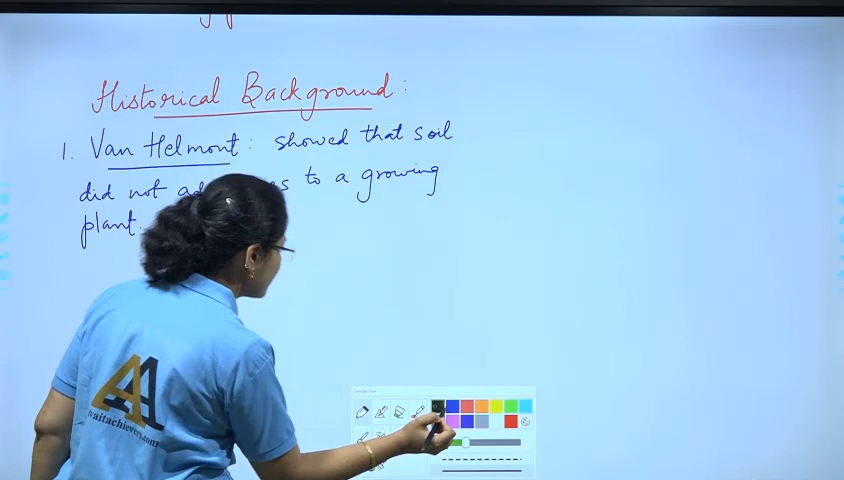 Historical Background:
1. Van Helmont: showed that soil
did not to a growing
plant.